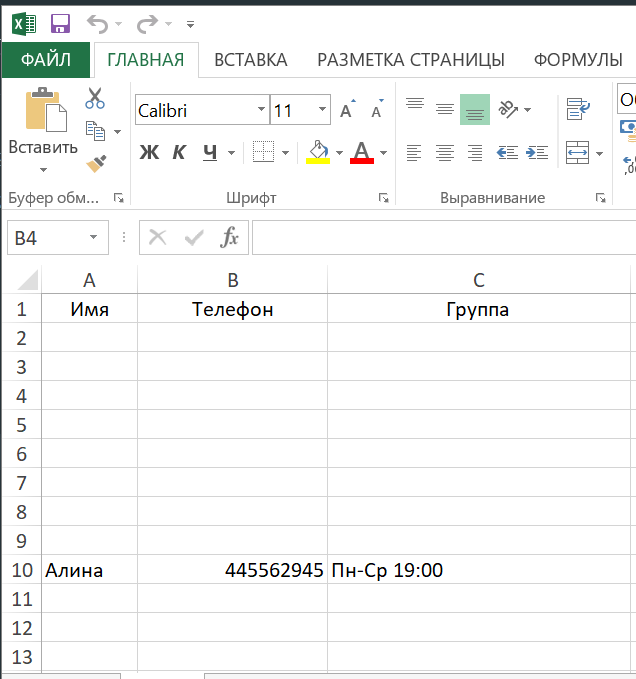 ФАЙЛ ГЛАВНАЯ ВСТАВКА РАЗМЕТКА СТРАНИЦЫ ФОРМУЛЫ
Calibri 11
Вставить
Ж К Ч А
Буфер обм... Шрифт Выравнивание
B4 fx
A B C
1 Имя Телефон Группа
2
3
4
5
6
7
8
9
10 Алина 445562945 Пн-Ср 19:00
11
12
13